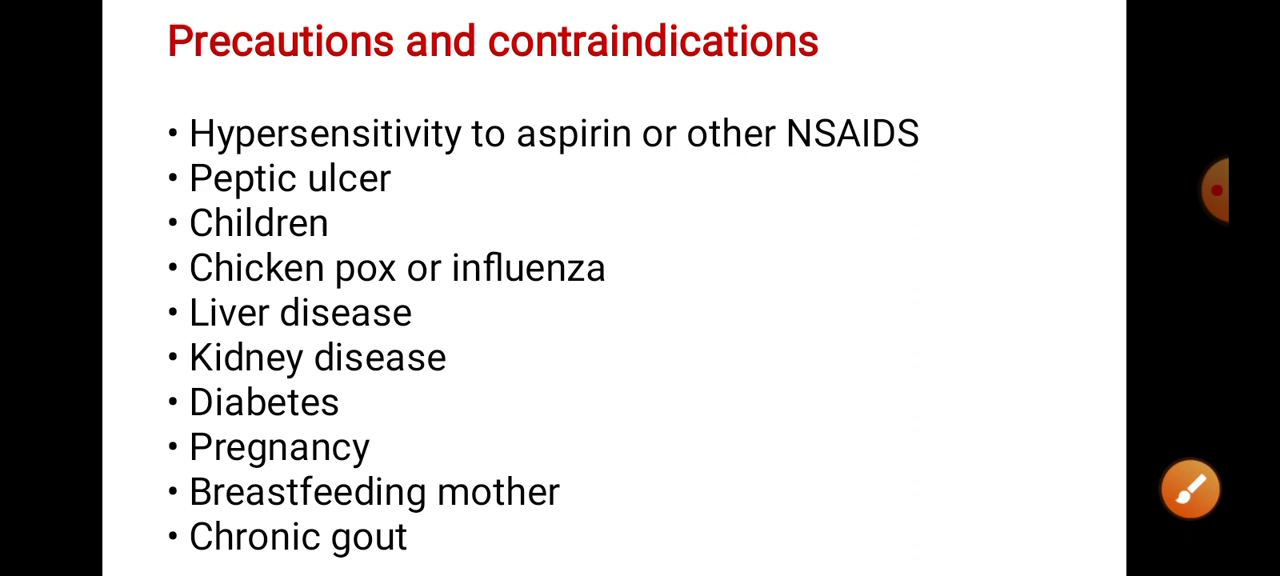 Precautions and contraindications
• Hypersensitivity to aspirin or other NSAIDS
• Peptic ulcer
• Children
• Chicken pox or influenza
• Liver disease
• Kidney disease
• Diabetes
• Pregnancy
• Breastfeeding mother
• Chronic gout